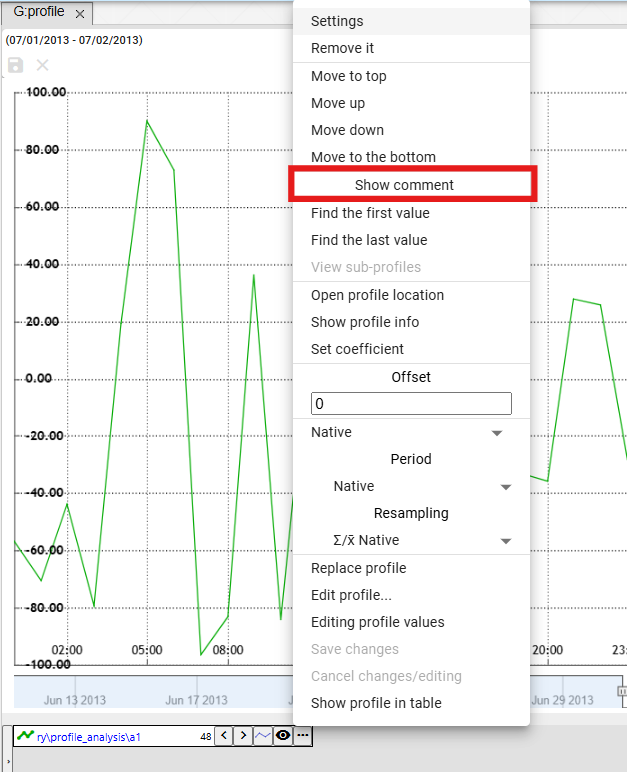 G:profile
(07/01/2013 - 07/02/2013)
Settings
Remove it
Move to top
Move up
Move down
Move to the bottom
Show comment
Find the first value
Find the last value
View sub-profiles
Open profile location
Show profile info
Set coefficient
Offset
0
Native
Period
Native
Resampling
Σ/x̄ Native
Replace profile
Edit profile...
Editing profile values
Save changes
Cancel changes/editing
Show profile in table
100.00
80.00
60.00
40.00
20.00
0.00
-20.00
-40.00
-60.00
-80.00
-100.00
02:00 05:00 08:00 20:00 23:
Jun 13 2013 Jun 17 2013 Jun 29 2013
ry\profile_analysis\a1 48